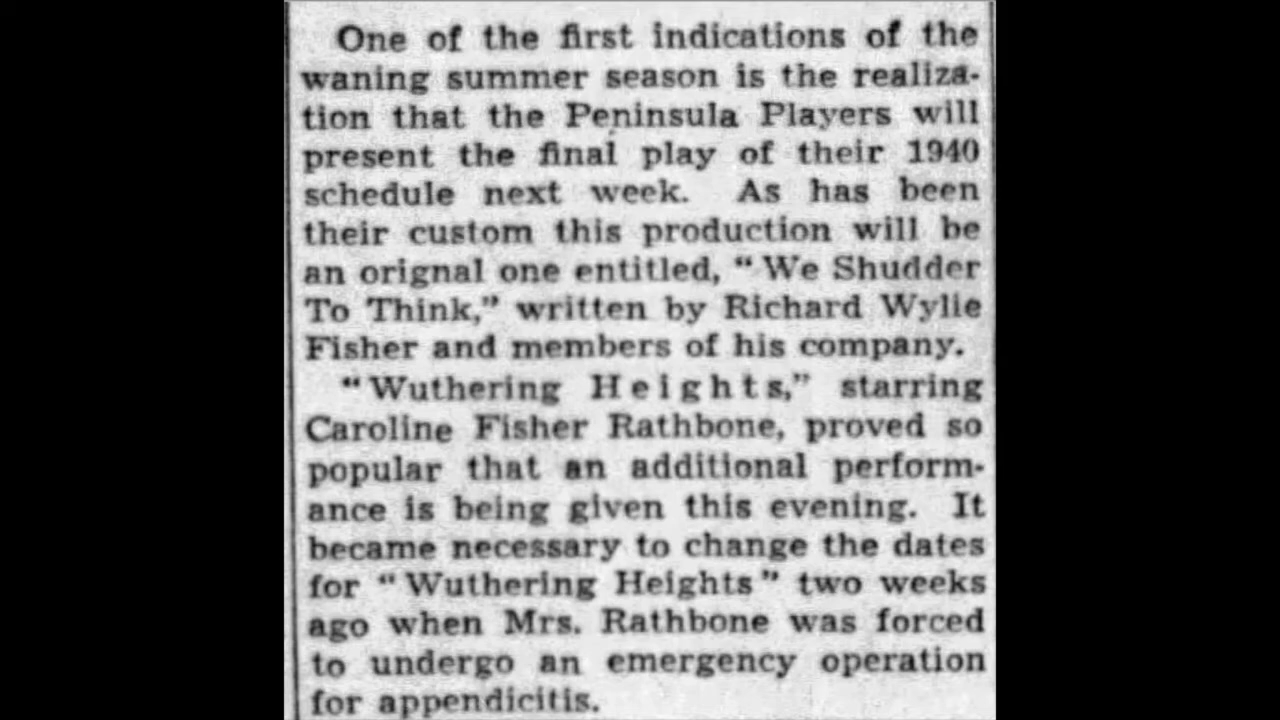 One of the first indications of the
waning summer season is the realiza-
tion that the Peninsula Players will
present the final play of their 1940
schedule next week. As has been
their custom this production will be
an orignal one entitled, "We Shudder
To Think," written by Richard Wylie
Fisher and members of his company.
"Wuthering Heights," starring
Caroline Fisher Rathbone, proved so
popular that an additional perform-
ance is being given this evening. It
became necessary to change the dates
for "Wuthering Heights" two weeks
ago when Mrs. Rathbone was forced
to undergo an emergency operation
for appendicitis.